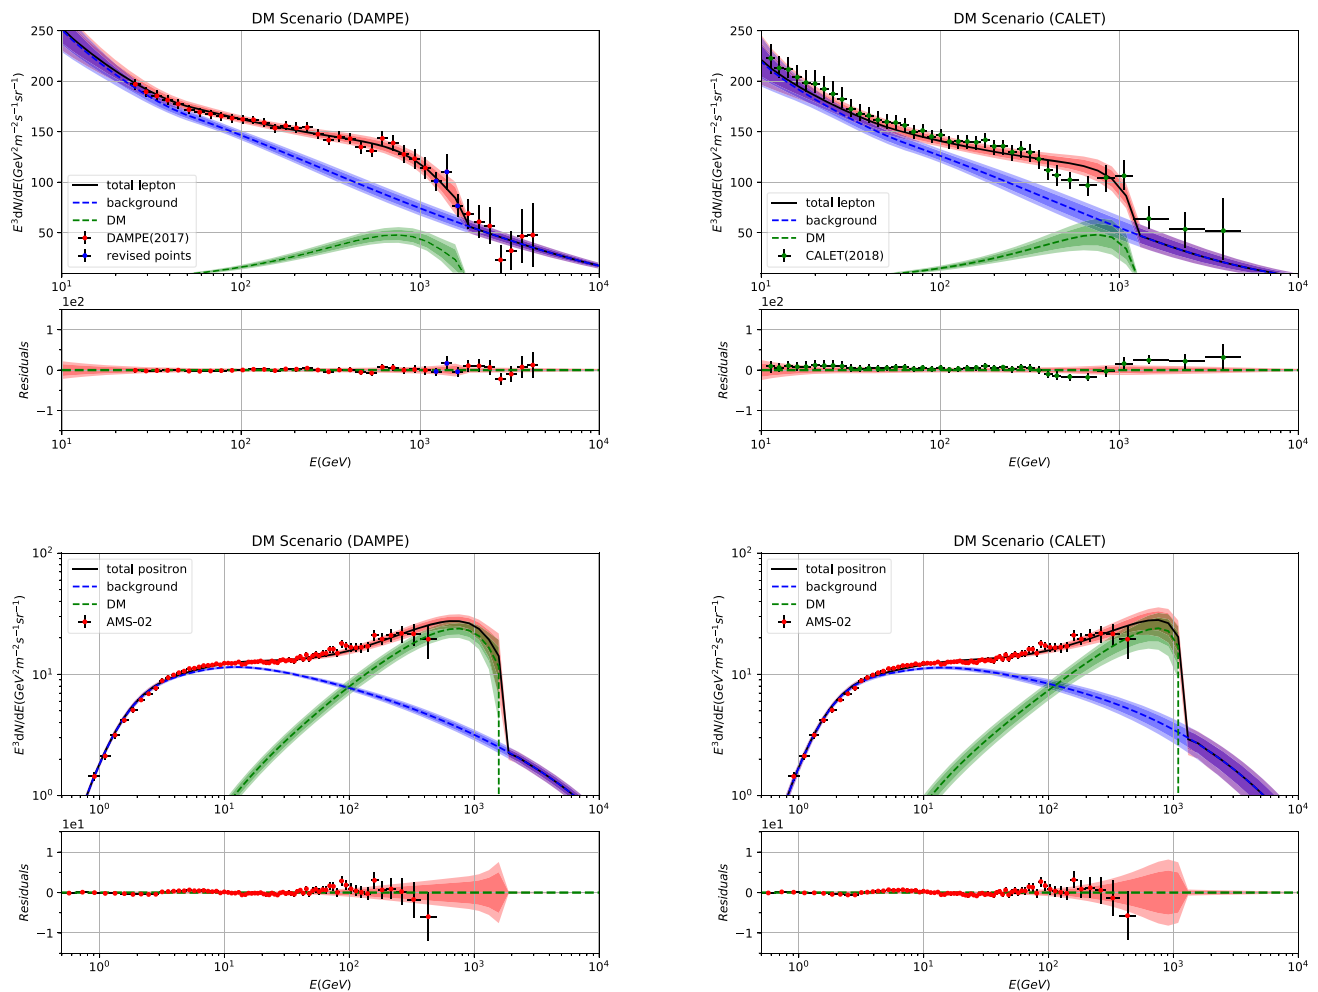 DM Scenario (DAMPE)
E³dN/dE(GeV²m⁻²s⁻¹sr⁻¹)
250
200
150
100
50
total lepton
background
DM
DAMPE(2017)
revised points
10¹ 10² 10³ 10⁴
1e2
Residuals
1
0
−1
10¹ 10² 10³ 10⁴
E(GeV)
DM Scenario (CALET)
E³dN/dE(GeV²m⁻²s⁻¹sr⁻¹)
250
200
150
100
50
total lepton
background
DM
CALET(2018)
10¹ 10² 10³ 10⁴
1e2
Residuals
1
0
−1
10¹ 10² 10³ 10⁴
E(GeV)
DM Scenario (DAMPE)
E³dN/dE(GeV²m⁻²s⁻¹sr⁻¹)
10²
10¹
10⁰
total positron
background
DM
AMS-02
10⁰ 10¹ 10² 10³ 10⁴
1e1
Residuals
1
0
−1
10⁰ 10¹ 10² 10³ 10⁴
E(GeV)
DM Scenario (CALET)
E³dN/dE(GeV²m⁻²s⁻¹sr⁻¹)
10²
10¹
10⁰
total positron
background
DM
AMS-02
10⁰ 10¹ 10² 10³ 10⁴
1e1
Residuals
1
0
−1
10⁰ 10¹ 10² 10³ 10⁴
E(GeV)